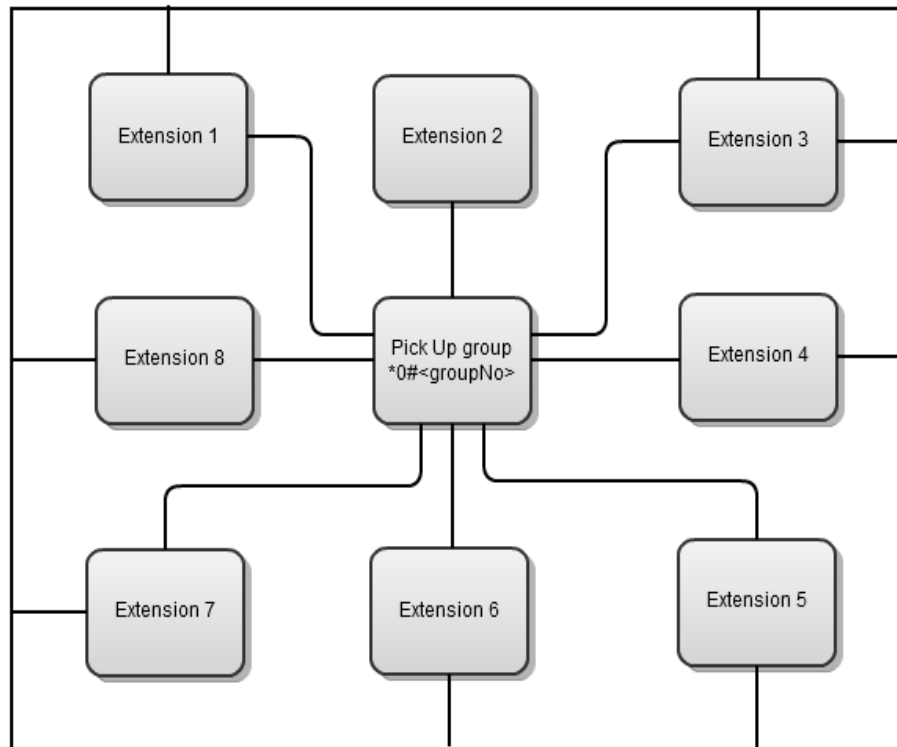 Extension 1
Extension 2
Extension 3
Extension 8
Pick Up group
*0#<groupNo>
Extension 4
Extension 7
Extension 6
Extension 5